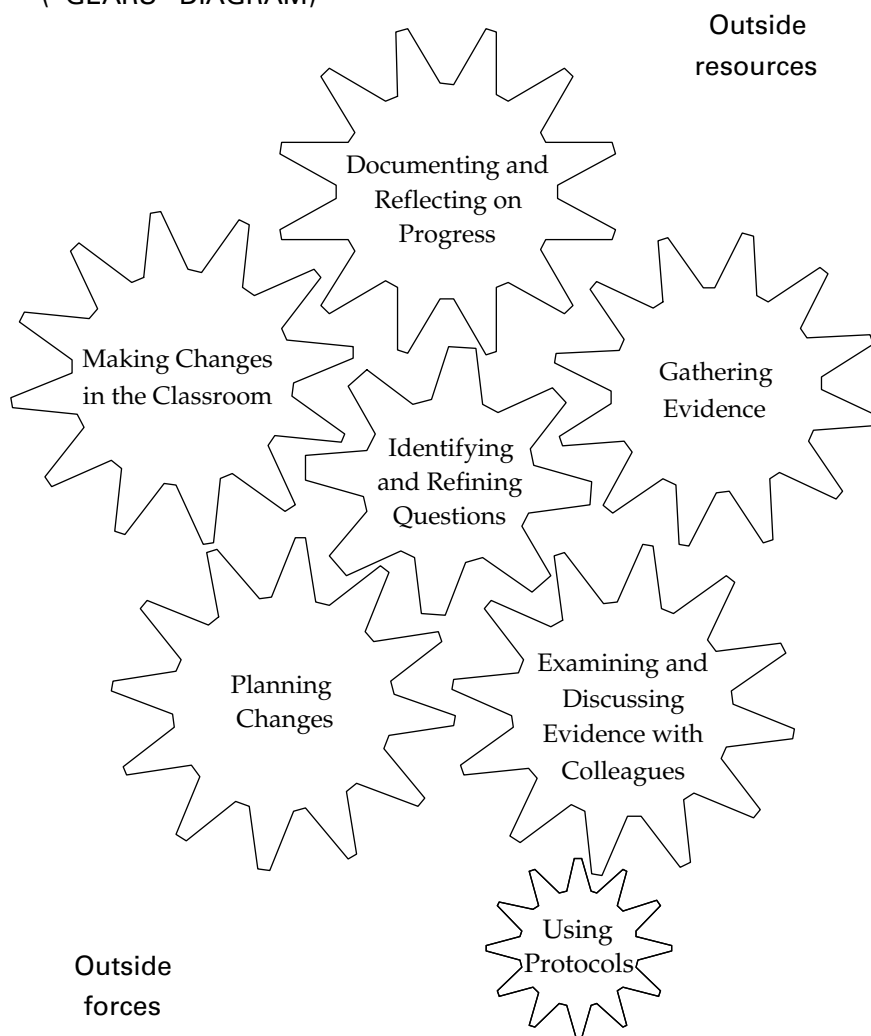 (“GEARS” DIAGRAM)
Outside
resources
Documenting and
Reflecting on
Progress
Making Changes
in the Classroom
Gathering
Evidence
Identifying
and Refining
Questions
Planning
Changes
Examining and
Discussing
Evidence with
Colleagues
Using
Protocols
Outside
forces